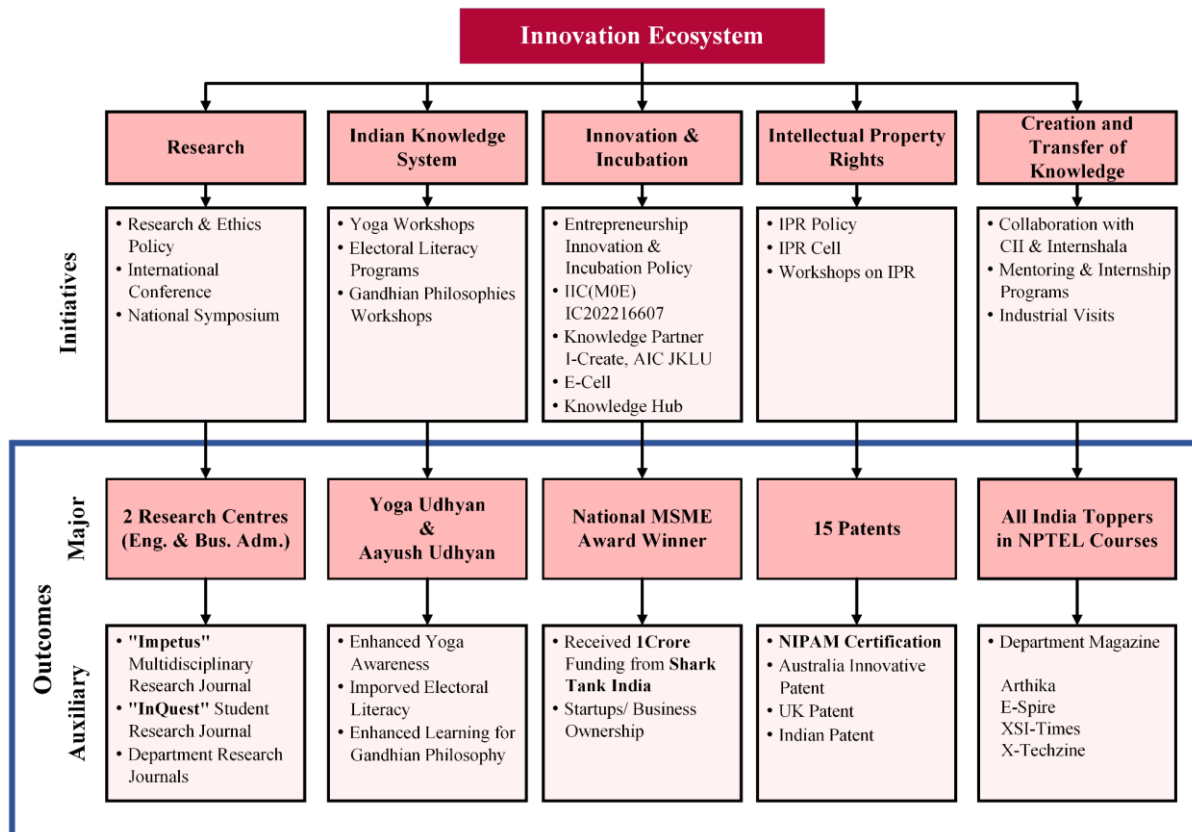 Innovation Ecosystem
Research
Indian Knowledge
System
Innovation &
Incubation
Intellectual Property
Rights
Creation and
Transfer of
Knowledge
Initiatives
• Research & Ethics
Policy
• International
Conference
• National Symposium
• Yoga Workshops
• Electoral Literacy
Programs
• Gandhian Philosophies
Workshops
• Entrepreneurship
Innovation &
Incubation Policy
• IIC(M0E)
IC202216607
• Knowledge Partner
I-Create, AIC JKLU
• E-Cell
• Knowledge Hub
• IPR Policy
• IPR Cell
• Workshops on IPR
• Collaboration with
CII & Internshala
• Mentoring & Internship
Programs
• Industrial Visits
Outcomes
Major
2 Research Centres
(Eng. & Bus. Adm.)
Yoga Udhyan
&
Aayush Udhyan
National MSME
Award Winner
15 Patents
All India Toppers
in NPTEL Courses
Auxiliary
• "Impetus"
Multidisciplinary
Research Journal
• "InQuest" Student
Research Journal
• Department Research
Journals
• Enhanced Yoga
Awareness
• Imporved Electoral
Literacy
• Enhanced Learning for
Gandhian Philosophy
• Received 1Crore
Funding from Shark
Tank India
• Startups/ Business
Ownership
• NIPAM Certification
• Australia Innovative
Patent
• UK Patent
• Indian Patent
• Department Magazine
Arthika
E-Spire
XSI-Times
X-Techzine